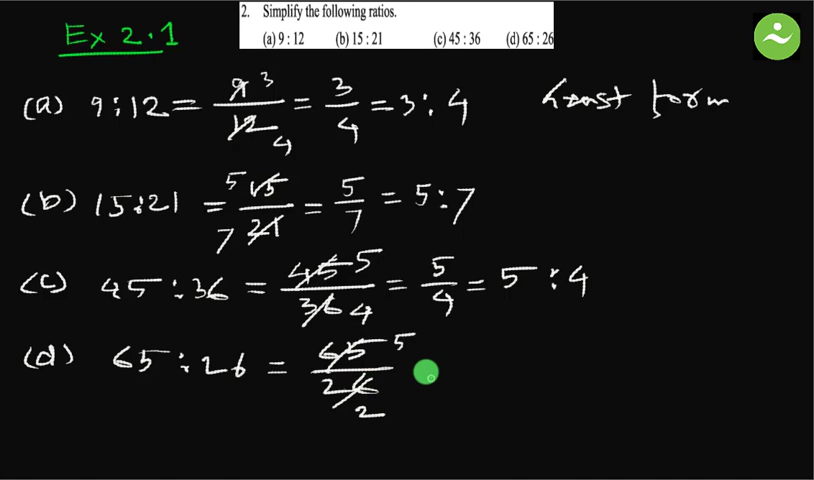 2. Simplify the following ratios.
(a) 9 : 12 (b) 15 : 21 (c) 45 : 36 (d) 65 : 26
Ex 2.1
(a) 9:12 = 9 3 / 12 4 = 3/4 = 3:4 Least form
(b) 15:21 = 5 15 / 7 21 = 5/7 = 5:7
(c) 45:36 = 45 5 / 36 4 = 5/4 = 5:4
(d) 65:26 = 65 5 / 26 2